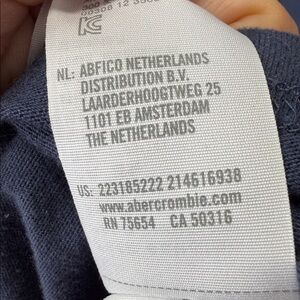 NL: ABFICO NETHERLANDS
DISTRIBUTION B.V.
LAARDERHOOGTWEG 25
1101 EB AMSTERDAM
THE NETHERLANDS
US: 223185222 214616938
www.abercrombie.com
RN 75654 CA 50316